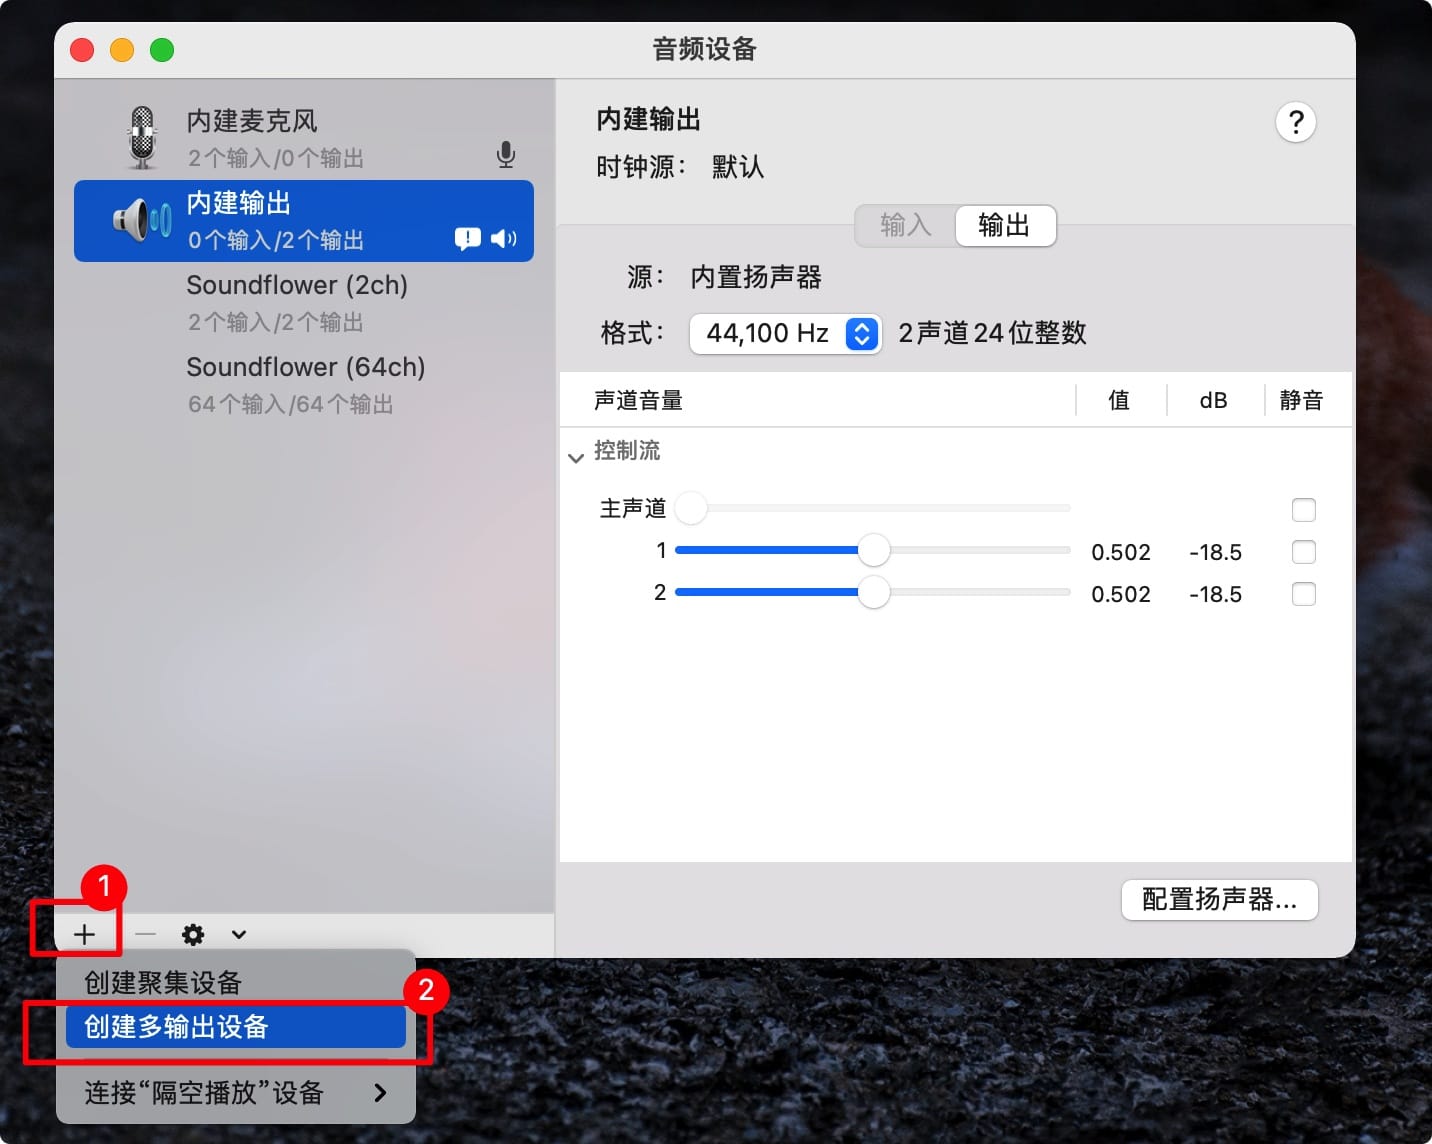 音频设备
内建麦克风
2个输入/0个输出
内建输出
0个输入/2个输出
Soundflower (2ch)
2个输入/2个输出
Soundflower (64ch)
64个输入/64个输出
内建输出
?
时钟源： 默认
输入 输出
源： 内置扬声器
格式： 44,100 Hz 2声道24位整数
声道音量 值 dB 静音
控制流
主声道
1 0.502 -18.5
2 0.502 -18.5
配置扬声器...
1
创建聚集设备
2
创建多输出设备
连接“隔空播放”设备